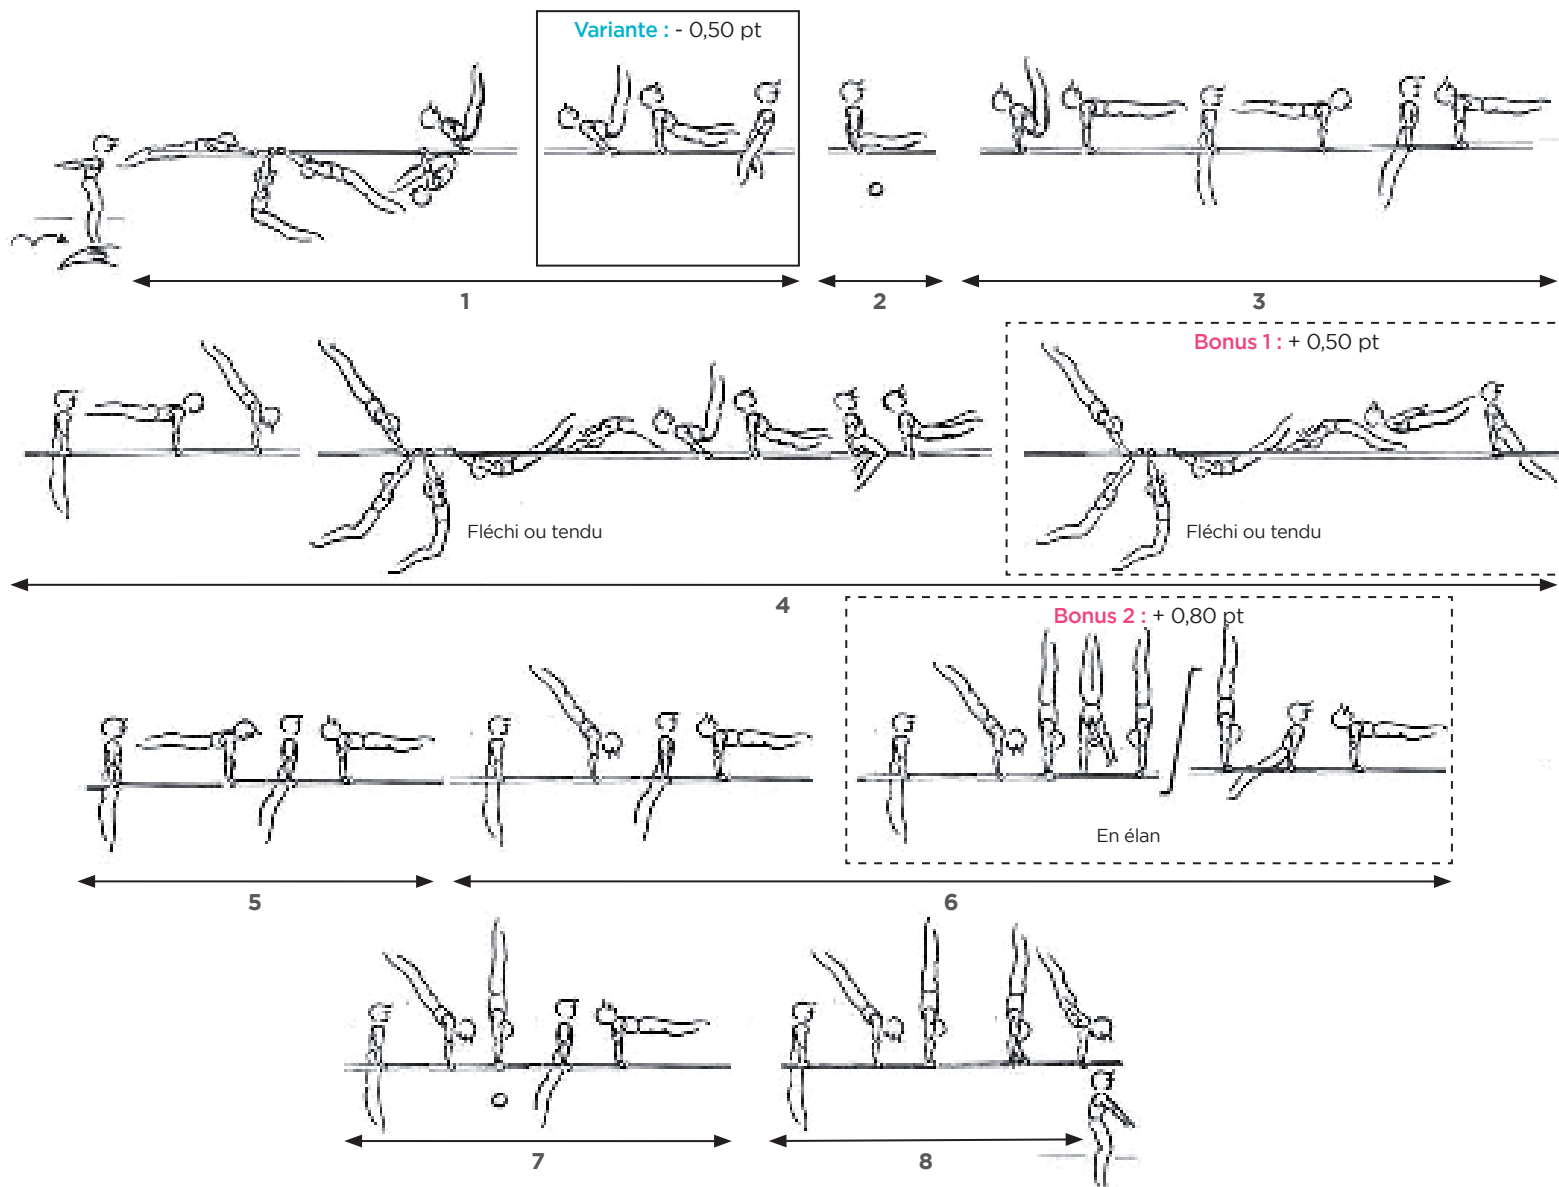 Variante : - 0,50 pt
1
2
3
Bonus 1 : + 0,50 pt
Fléchi ou tendu
Fléchi ou tendu
4
Bonus 2 : + 0,80 pt
En élan
5
6
7
8